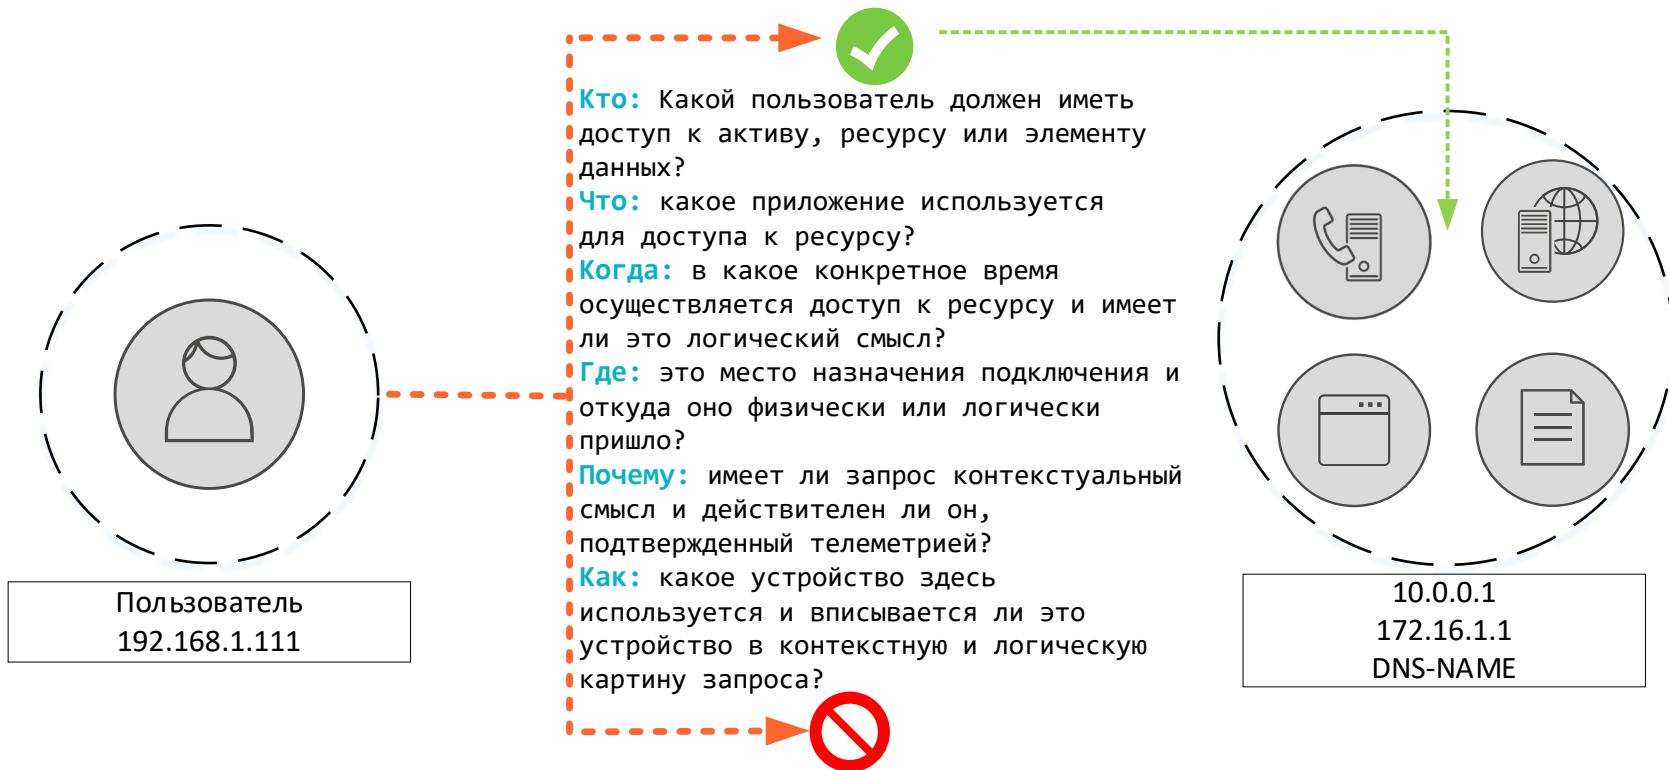 Кто: Какой пользователь должен иметь
доступ к активу, ресурсу или элементу
данных?
Что: какое приложение используется
для доступа к ресурсу?
Когда: в какое конкретное время
осуществляется доступ к ресурсу и имеет
ли это логический смысл?
Где: это место назначения подключения и
откуда оно физически или логически
пришло?
Почему: имеет ли запрос контекстуальный
смысл и действителен ли он,
подтвержденный телеметрией?
Как: какое устройство здесь
используется и вписывается ли это
устройство в контекстную и логическую
картину запроса?
Пользователь
192.168.1.111
10.0.0.1
172.16.1.1
DNS-NAME